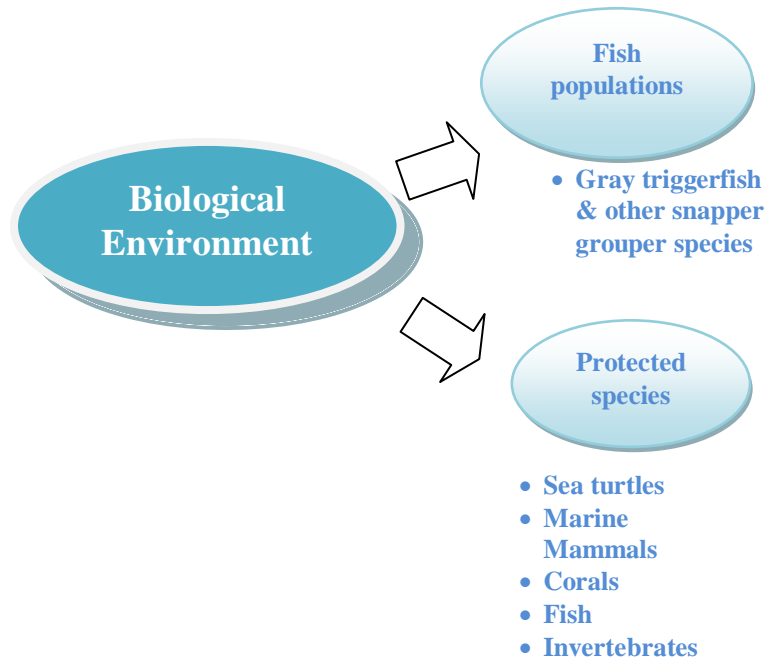 Fish
populations
Biological
Environment
• Gray triggerfish
& other snapper
grouper species
Protected
species
• Sea turtles
• Marine
Mammals
• Corals
• Fish
• Invertebrates